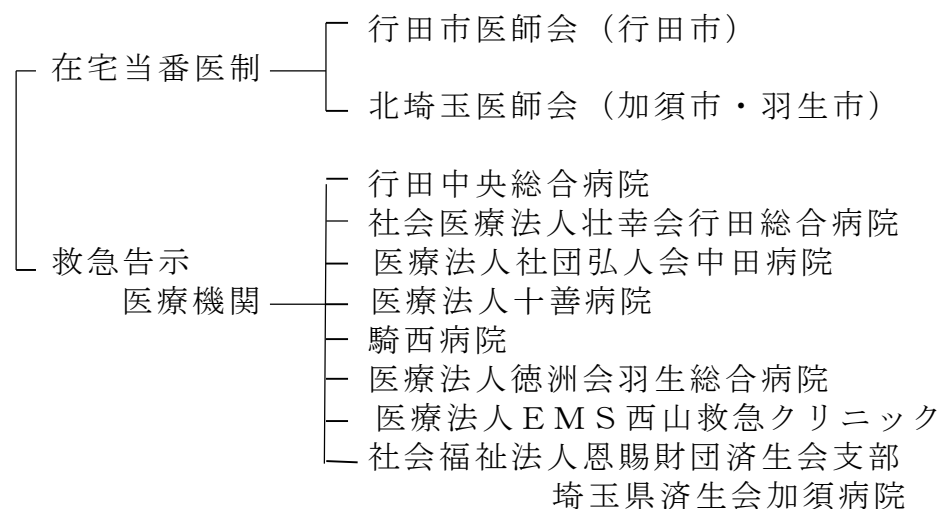 行田市医師会（行田市）
在宅当番医制
北埼玉医師会（加須市・羽生市）
行田中央総合病院
社会医療法人壮幸会行田総合病院
救急告示
医療法人社団弘人会中田病院
医療機関
医療法人十善病院
騎西病院
医療法人徳洲会羽生総合病院
医療法人ＥＭＳ西山救急クリニック
社会福祉法人恩賜財団済生会支部
埼玉県済生会加須病院